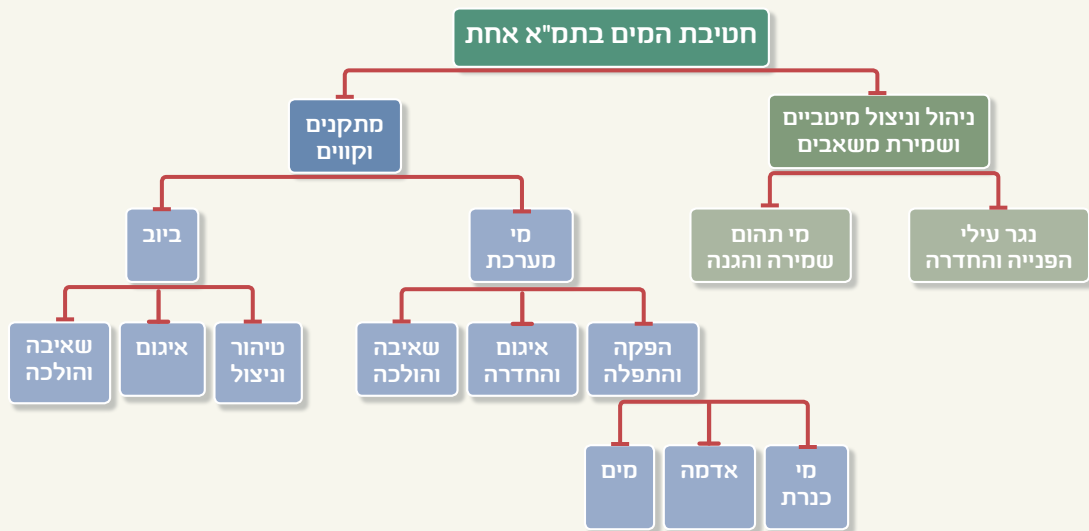 חטיבת המים בתמ"א אחת
ניהול וניצול מיטביים
ושמירת משאבים
מתקנים
וקווים
נגר עילי
הפנייה והחדרה
מי תהום
שמירה והגנה
מי
מערכת
ביוב
הפקה
והתפלה
איגום
והחדרה
שאיבה
והולכה
טיהור
וניצול
איגום
שאיבה
והולכה
מי
כנרת
אדמה
מים